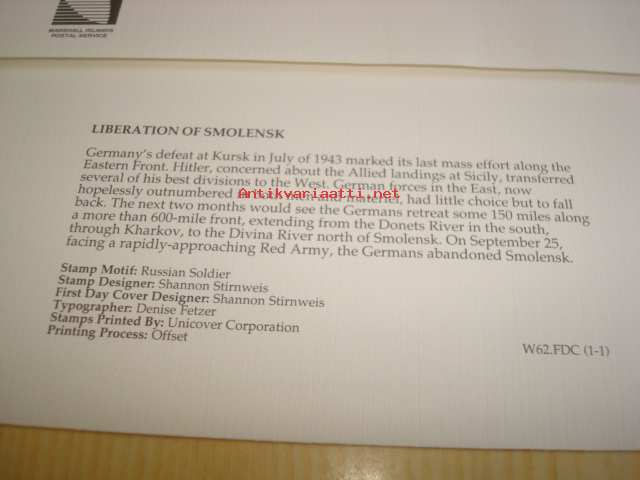 MARSHALL ISLANDS
POSTAL SERVICE
LIBERATION OF SMOLENSK
Germany's defeat at Kursk in July of 1943 marked its last mass effort along the
Eastern Front. Hitler, concerned about the Allied landings at Sicily, transferred
several of his best divisions to the West. German forces in the East, now
hopelessly outnumbered in both men and materiel, had little choice but to fall
Antikvariaatti.net
back. The next two months would see the Germans retreat some 150 miles along
a more than 600-mile front, extending from the Donets River in the south,
through Kharkov, to the Divina River north of Smolensk. On September 25,
facing a rapidly-approaching Red Army, the Germans abandoned Smolensk.
Stamp Motif: Russian Soldier
Stamp Designer: Shannon Stirnweis
First Day Cover Designer: Shannon Stirnweis
Typographer: Denise Fetzer
Stamps Printed By: Unicover Corporation
Printing Process: Offset
W62.FDC (1-1)